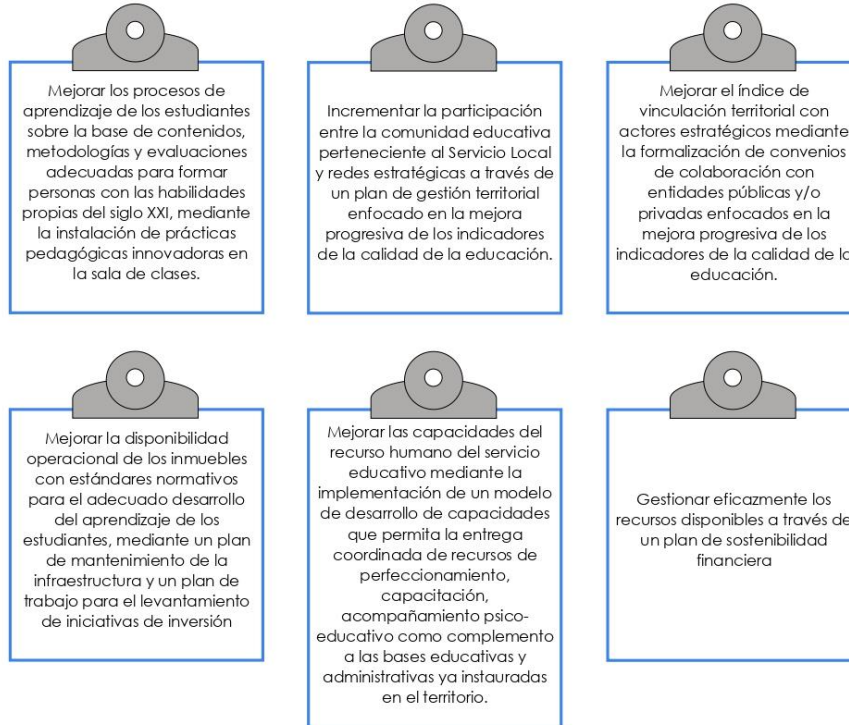 Mejorar los procesos de
aprendizaje de los estudiantes
sobre la base de contenidos,
metodologías y evaluaciones
adecuadas para formar
personas con las habilidades
propias del siglo XXI, mediante
la instalación de prácticas
pedagógicas innovadoras en
la sala de clases.
Incrementar la participación
entre la comunidad educativa
perteneciente al Servicio Local
y redes estratégicas a través de
un plan de gestión territorial
enfocado en la mejora
progresiva de los indicadores
de la calidad de la educación.
Mejorar el índice de
vinculación territorial con
actores estratégicos mediante
la formalización de convenios
de colaboración con
entidades públicas y/o
privadas enfocados en la
mejora progresiva de los
indicadores de la calidad de la
educación.
Mejorar la disponibilidad
operacional de los inmuebles
con estándares normativos
para el adecuado desarrollo
del aprendizaje de los
estudiantes, mediante un plan
de mantenimiento de la
infraestructura y un plan de
trabajo para el levantamiento
de iniciativas de inversión
Mejorar las capacidades del
recurso humano del servicio
educativo mediante la
implementación de un modelo
de desarrollo de capacidades
que permita la entrega
coordinada de recursos de
perfeccionamiento,
capacitación,
acompañamiento psico-
educativo como complemento
a las bases educativas y
administrativas ya instauradas
en el territorio.
Gestionar eficazmente los
recursos disponibles a través de
un plan de sostenibilidad
financiera